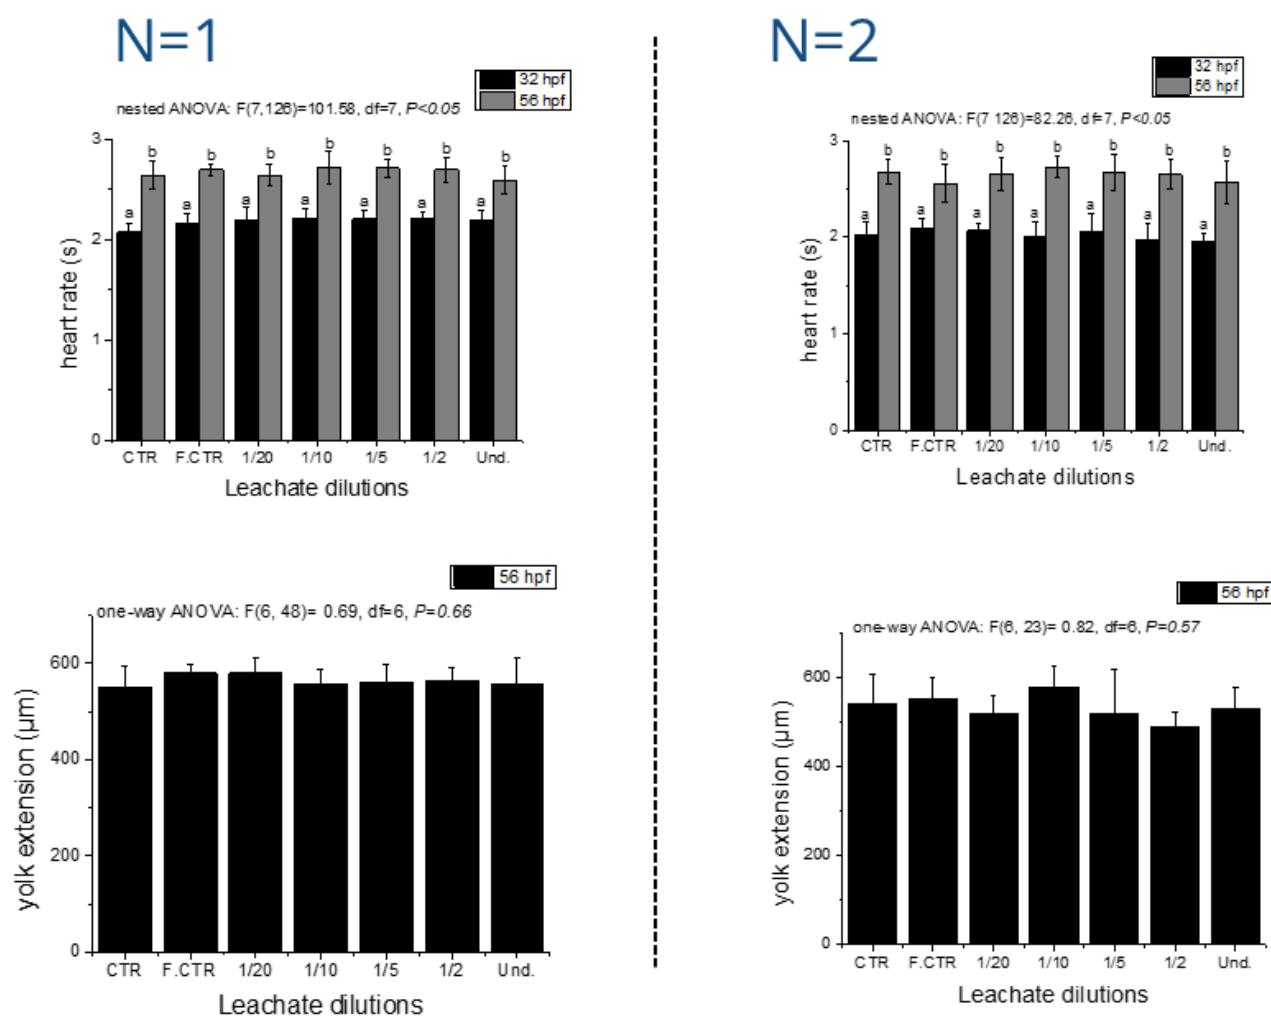 N=1
32 hpf
56 hpf
nested ANOVA: F(7,126)=101.58, df=7, P<0.05
3
2
1
0
heart rate (s)
a b a b a b a b a b a b a b
CTR F.CTR 1/20 1/10 1/5 1/2 Und.
Leachate dilutions
N=2
32 hpf
56 hpf
nested ANOVA: F(7 126)=82.26, df=7, P<0.05
3
2
1
0
heart rate (s)
a b a b a b a b a b a b a b
CTR F.CTR 1/20 1/10 1/5 1/2 Und.
Leachate dilutions
56 hpf
one-way ANOVA: F(6, 48)= 0.69, df=6, P=0.66
600
400
200
0
yolk extension (μm)
CTR F.CTR 1/20 1/10 1/5 1/2 Und.
Leachate dilutions
56 hpf
one-way ANOVA: F(6, 23)= 0.82, df=6, P=0.57
600
400
200
0
yolk extension (μm)
CTR F.CTR 1/20 1/10 1/5 1/2 Und.
Leachate dilutions